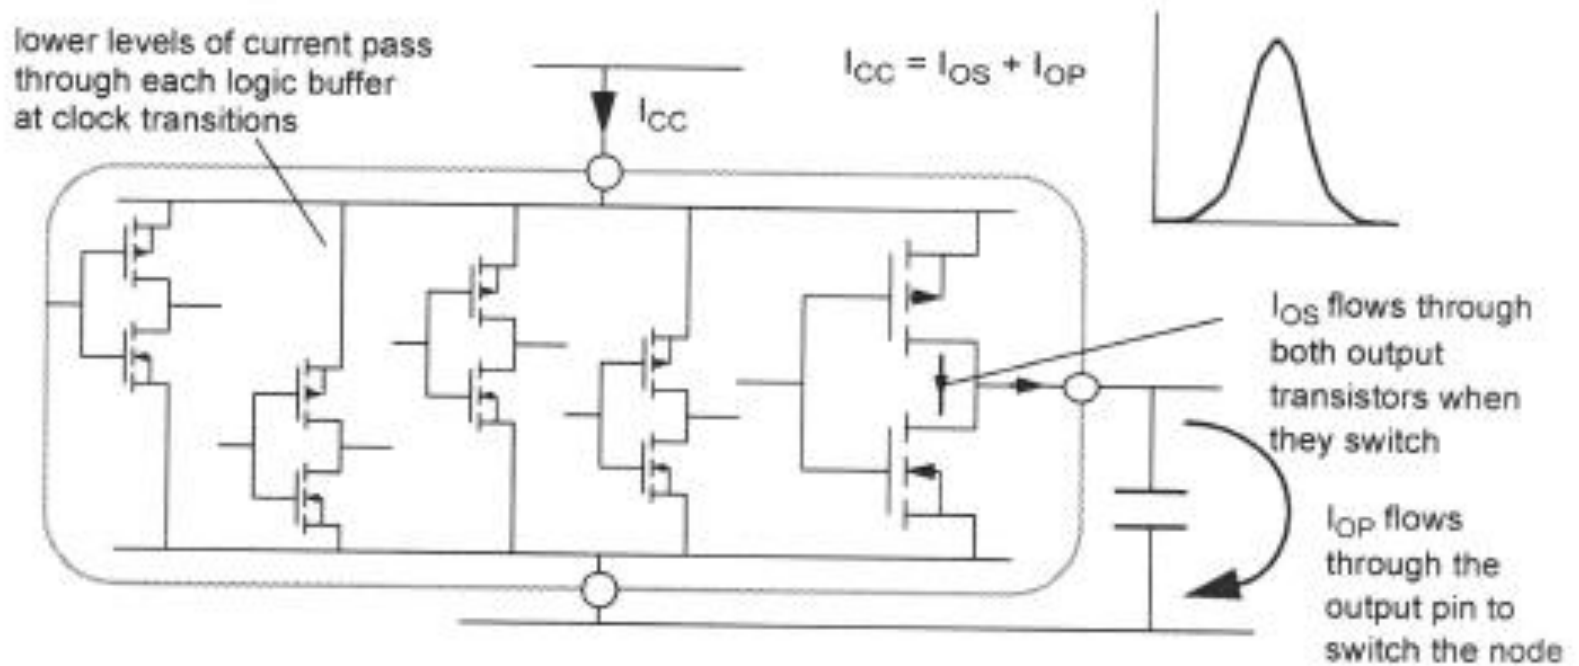 lower levels of current pass
through each logic buffer
at clock transitions
ICC
ICC = IOS + IOP
IOS flows through
both output
transistors when
they switch
IOP flows
through the
output pin to
switch the node